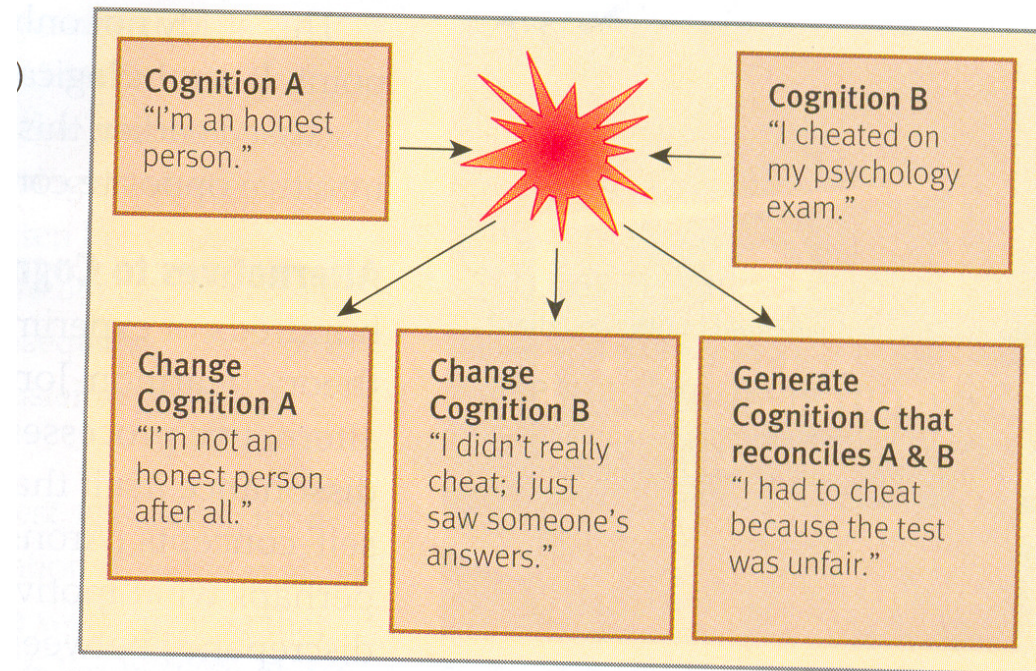 )
Cognition A
“I’m an honest
person.”
Cognition B
“I cheated on
my psychology
exam.”
Change
Cognition A
“I’m not an
honest person
after all.”
Change
Cognition B
“I didn’t really
cheat; I just
saw someone’s
answers.”
Generate
Cognition C that
reconciles A & B
“I had to cheat
because the test
was unfair.”